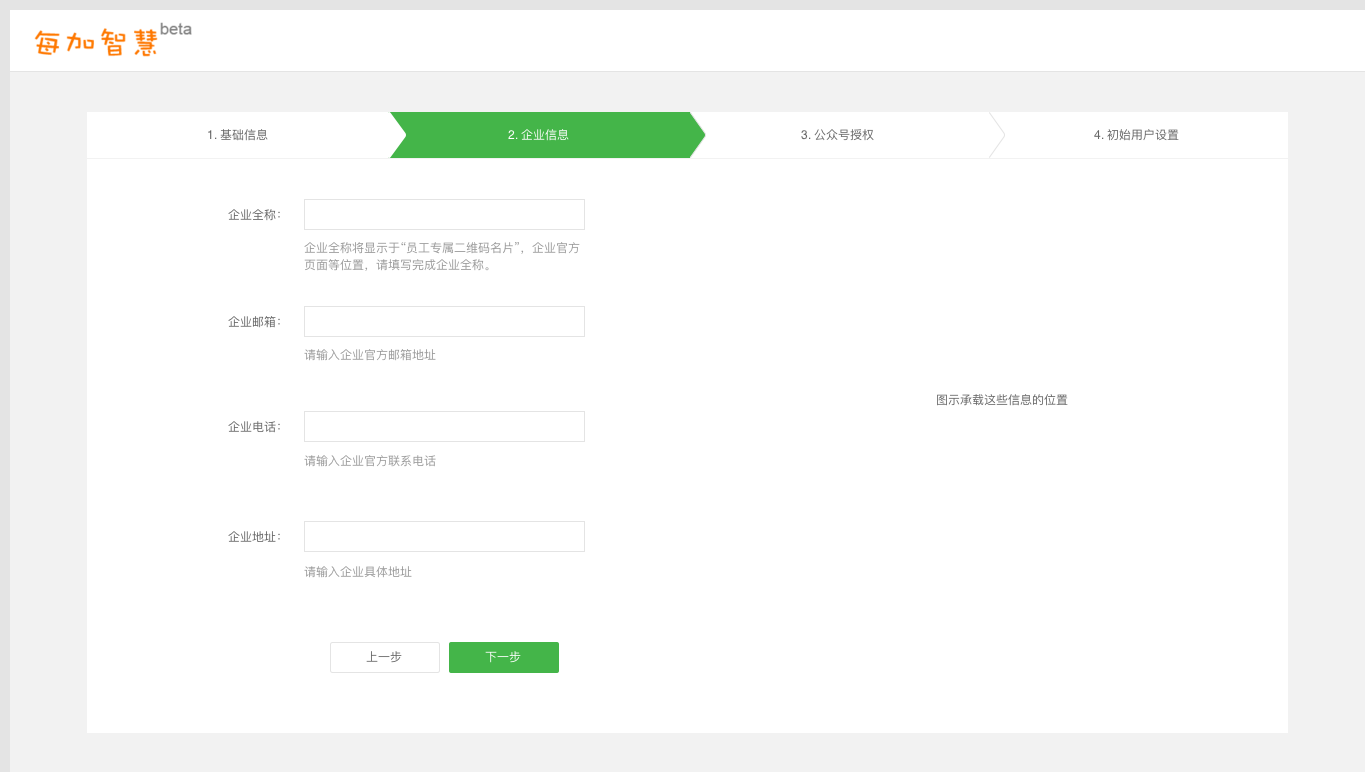 每加智慧beta
1. 基础信息
2. 企业信息
3. 公众号授权
4. 初始用户设置
企业全称：
企业全称将显示于“员工专属二维码名片”，企业官方
页面等位置，请填写完成企业全称。
企业邮箱：
请输入企业官方邮箱地址
图示承载这些信息的位置
企业电话：
请输入企业官方联系电话
企业地址：
请输入企业具体地址
上一步
下一步